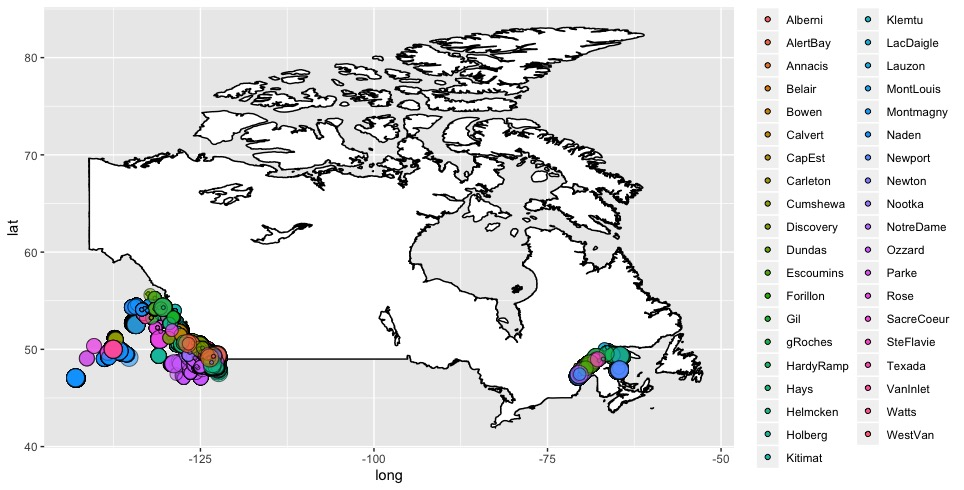 80
70
60
50
40
lat
-125
-100
-75
-50
long
Alberni
AlertBay
Annacis
Belair
Bowen
Calvert
CapEst
Carleton
Cumshewa
Discovery
Dundas
Escoumins
Forillon
Gil
gRoches
HardyRamp
Hays
Helmcken
Holberg
Kitimat
Klemtu
LacDaigle
Lauzon
MontLouis
Montmagny
Naden
Newport
Newton
Nootka
NotreDame
Ozzard
Parke
Rose
SacreCoeur
SteFlavie
Texada
VanInlet
Watts
WestVan